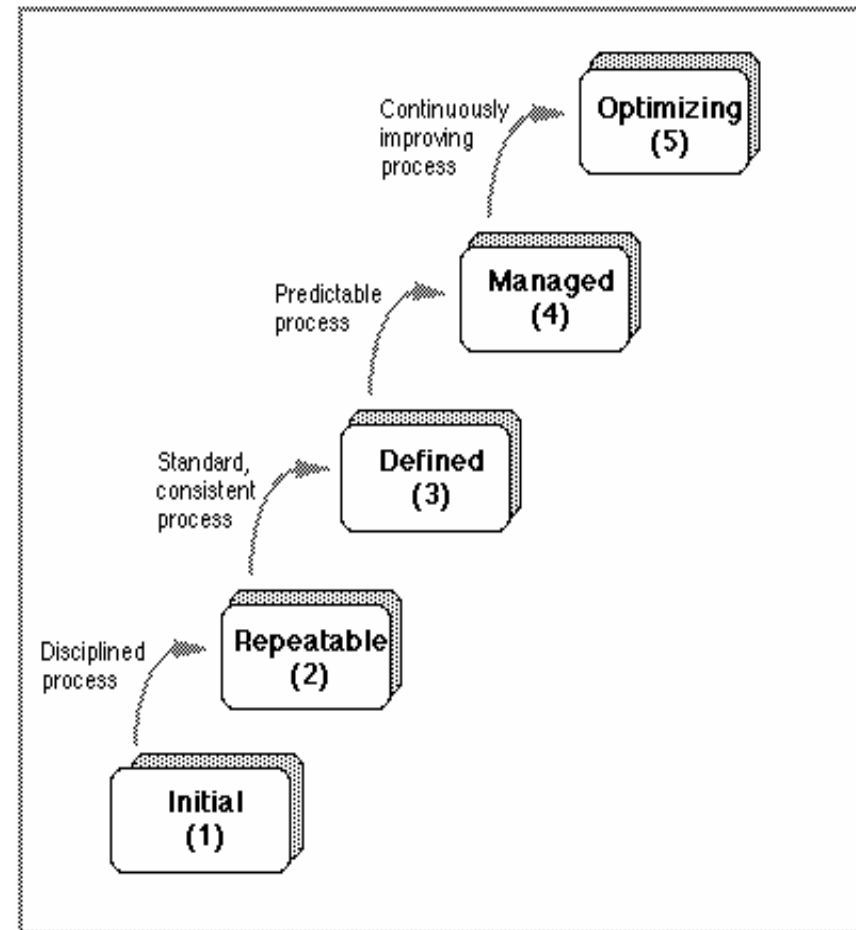 Continuously
improving
process
Optimizing
(5)
Predictable
process
Managed
(4)
Standard,
consistent
process
Defined
(3)
Disciplined
process
Repeatable
(2)
Initial
(1)